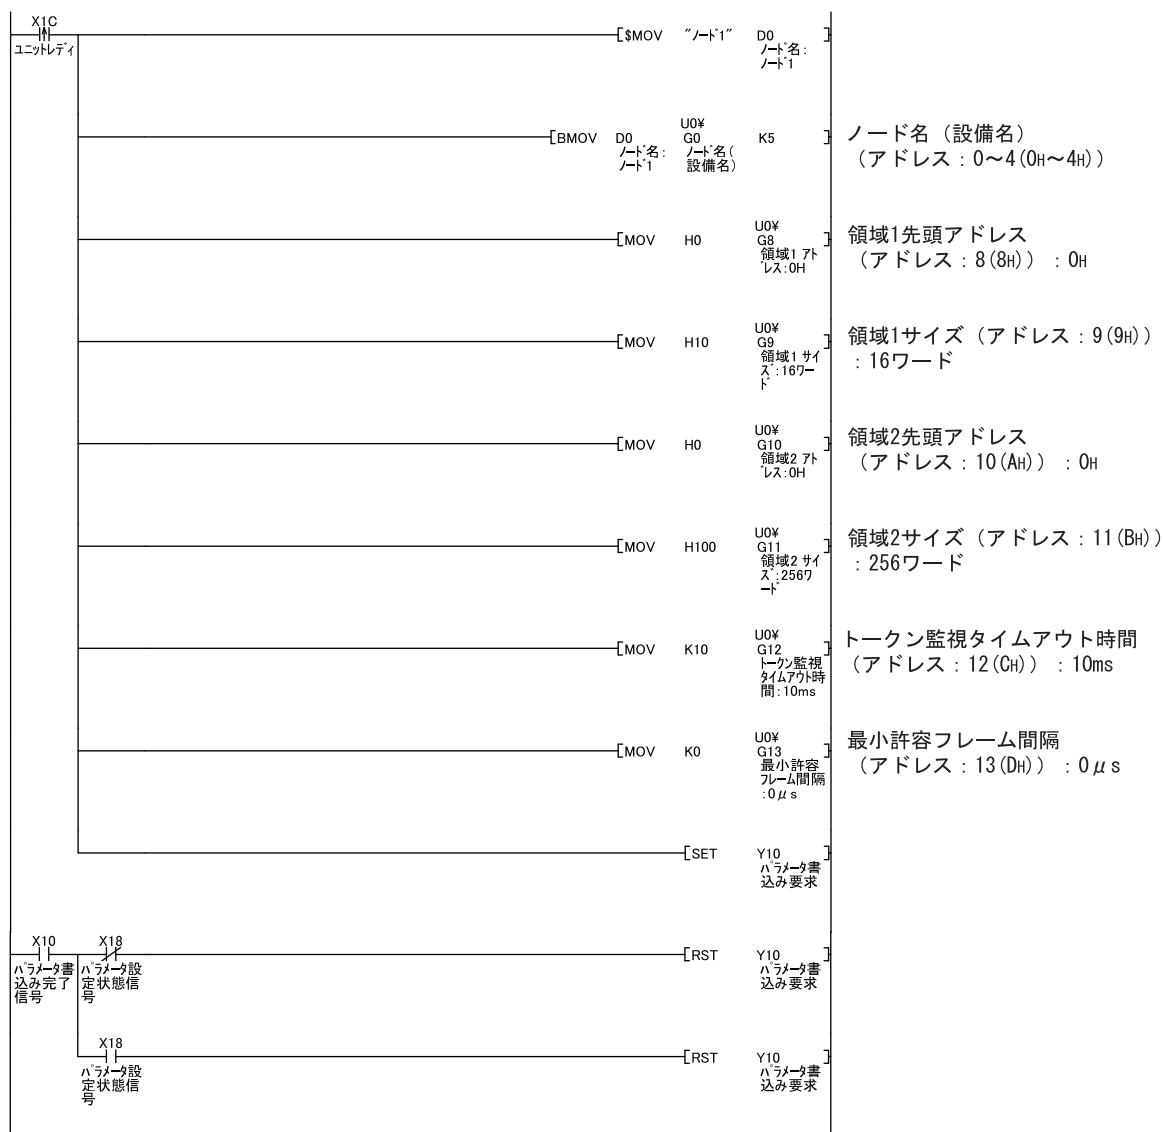 X1C
ユニットレディ
$MOV "ノード1" D0
ノード名:
ノード1
U0¥
BMOV D0 G0 K5
ノード名: ノード名(
ノード1 設備名)
ノード名（設備名）
（アドレス：0～4(0H～4H)）
U0¥
MOV H0 G8
領域1 アド
レス:0H
領域1先頭アドレス
（アドレス：8(8H)）：0H
U0¥
MOV H10 G9
領域1 サイ
ズ:16ワー
ド
領域1サイズ（アドレス：9(9H)）
：16ワード
U0¥
MOV H0 G10
領域2 アド
レス:0H
領域2先頭アドレス
（アドレス：10(AH)）：0H
U0¥
MOV H100 G11
領域2 サイ
ズ:256ワ
ード
領域2サイズ（アドレス：11(BH)）
：256ワード
U0¥
MOV K10 G12
トークン監視
タイムアウト時
間:10ms
トークン監視タイムアウト時間
（アドレス：12(CH)）：10ms
U0¥
MOV K0 G13
最小許容
フレーム間隔
:0μs
最小許容フレーム間隔
（アドレス：13(DH)）：0μs
SET Y10
パラメータ書
込み要求
X10 X18
RST Y10
パラメータ書
込み完了
信号
パラメータ設
定状態信
号
パラメータ書
込み要求
X18
RST Y10
パラメータ設
定状態信
号
パラメータ書
込み要求